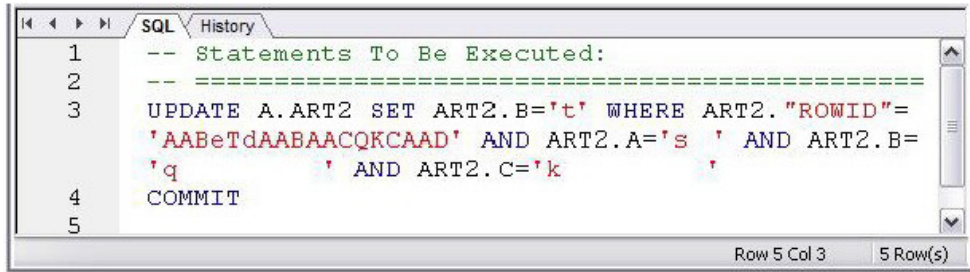 SQL History
1 -- Statements To Be Executed:
2 -- ==============================================
3 UPDATE A.ART2 SET ART2.B='t' WHERE ART2."ROWID"=
'AABeTdAABAACQKCAAD' AND ART2.A='s ' AND ART2.B=
'q         ' AND ART2.C='k         '
4 COMMIT
5
Row 5 Col 3 5 Row(s)